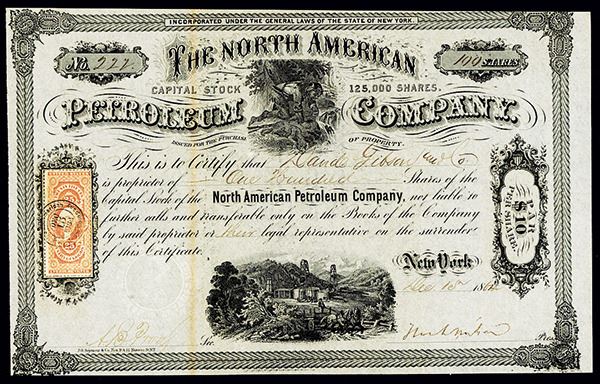 INCORPORATED UNDER THE GENERAL LAWS OF THE STATE OF NEW YORK.
No. 222
THE NORTH AMERICAN
100 SHARES
CAPITAL STOCK 125,000 SHARES.
PETROLEUM COMPANY.
ISSUED FOR THE PURCHASE OF PROPERTY.
This is to Certify that
is proprietor of One Hundred Shares of the
Capital Stock of the North American Petroleum Company, not liable to
further calls and transferable only on the Books of the Company
by said proprietor or their legal representative on the surrender
of this Certificate.
PAR
$10
PER SHARE
New York
Dec 15th 186
Sec.
Pres